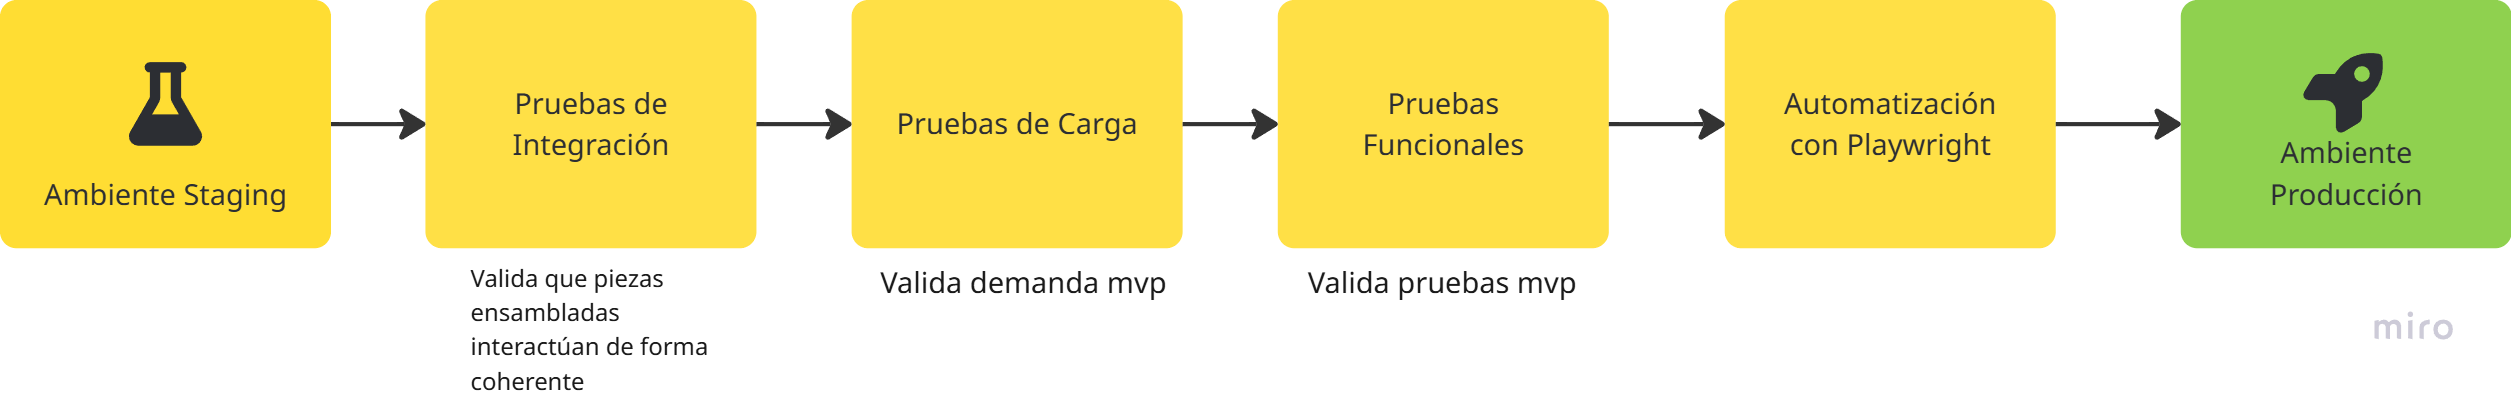 Ambiente Staging
Pruebas de
Integración
Valida que piezas
ensambladas
interactúan de forma
coherente
Pruebas de Carga
Valida demanda mvp
Pruebas
Funcionales
Valida pruebas mvp
Automatización
con Playwright
Ambiente
Producción
miro